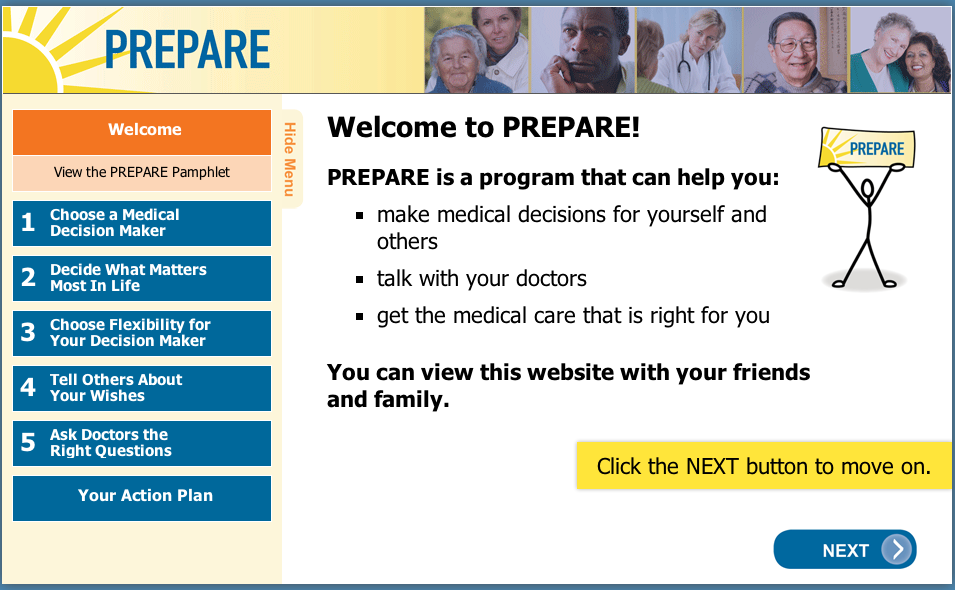 PREPARE
Welcome
View the PREPARE Pamphlet
1 Choose a Medical
Decision Maker
2 Decide What Matters
Most In Life
3 Choose Flexibility for
Your Decision Maker
4 Tell Others About
Your Wishes
5 Ask Doctors the
Right Questions
Your Action Plan
Hide Menu
Welcome to PREPARE!
PREPARE
PREPARE is a program that can help you:
make medical decisions for yourself and
others
talk with your doctors
get the medical care that is right for you
You can view this website with your friends
and family.
Click the NEXT button to move on.
NEXT